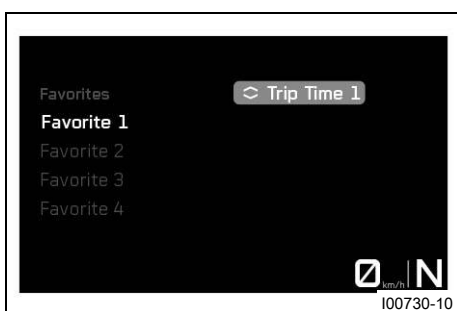 Favorites
Trip Time 1
Favorite 1
Favorite 2
Favorite 3
Favorite 4
0 km/h N
I00730-10